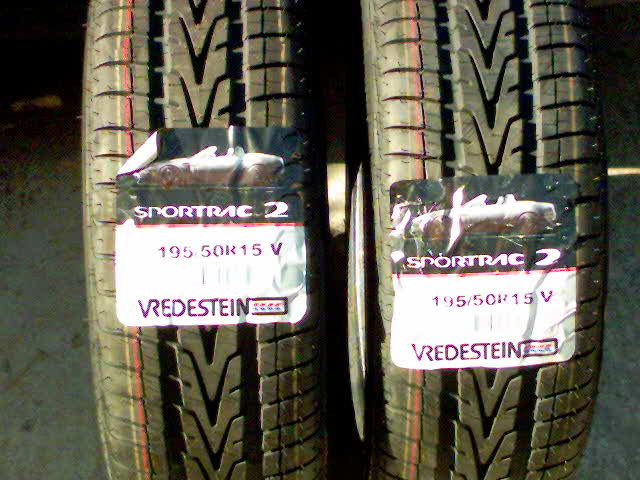 SPORTRAC 2
195/50R15 V
VREDESTEIN
SPORTRAC 2
195/50R15 V
VREDESTEIN